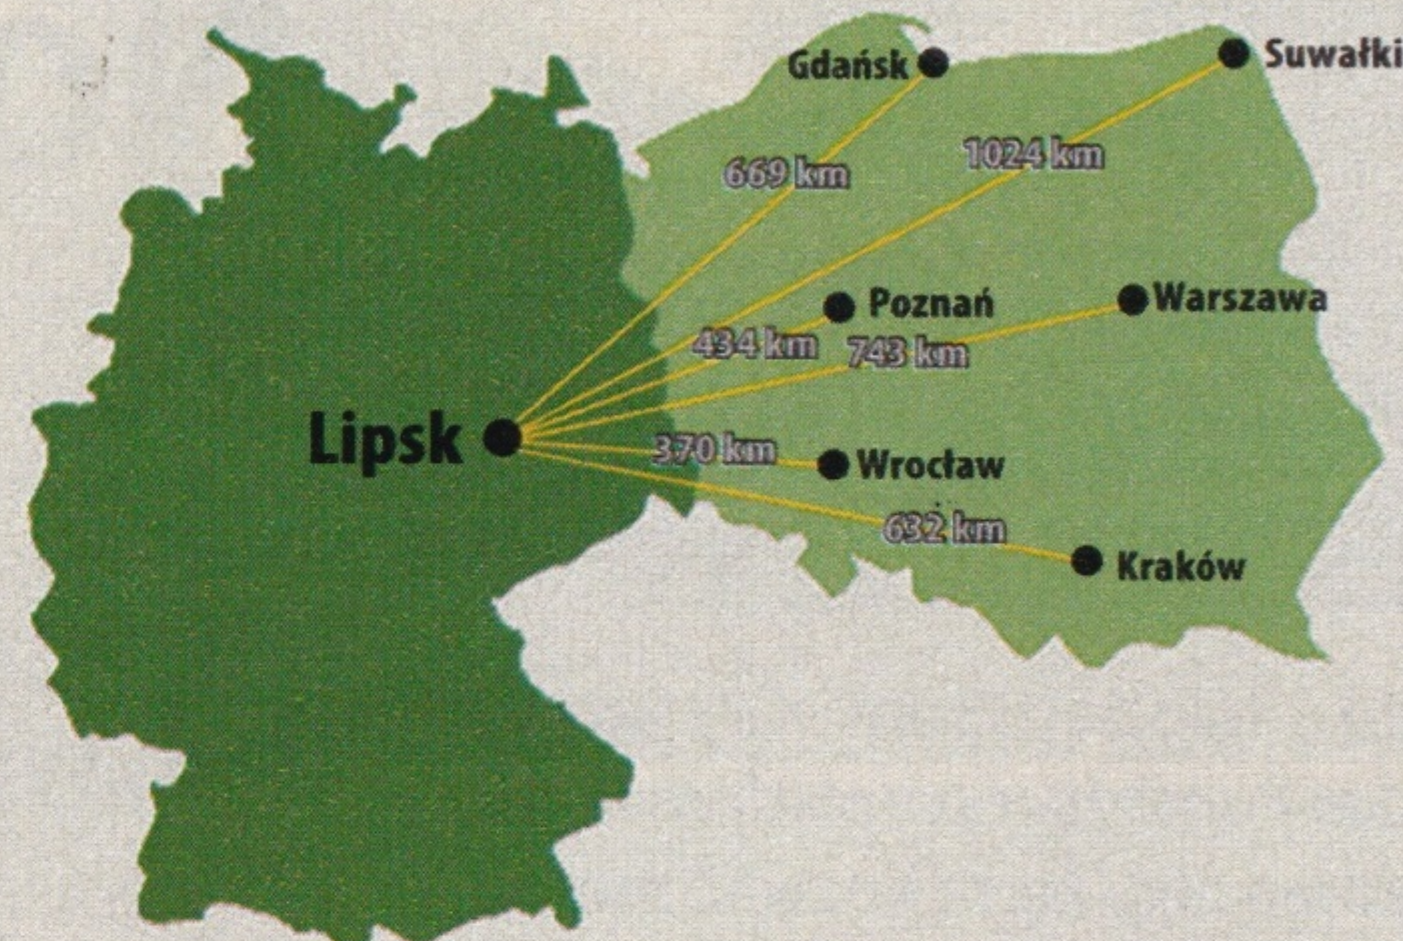 Gdańsk
Suwałki
669 km
1024 km
Poznań
Warszawa
434 km
743 km
Lipsk
370 km
Wrocław
632 km
Kraków